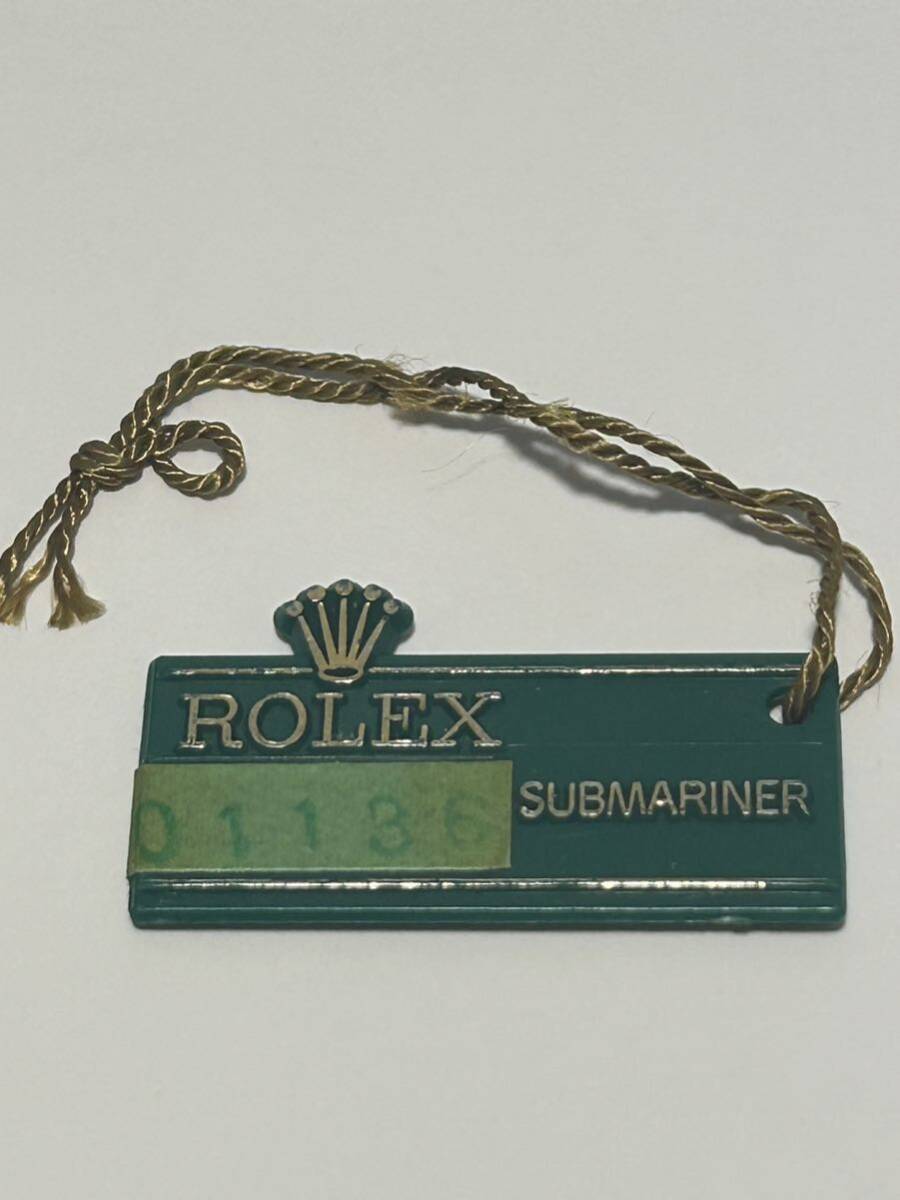 ROLEX
SUBMARINER
01136